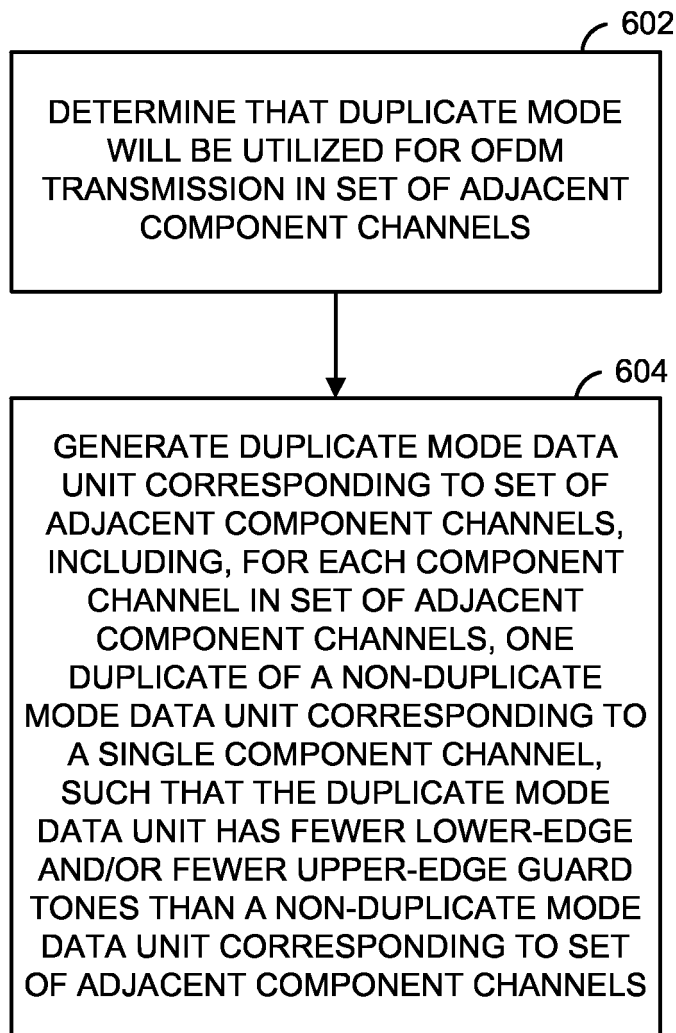 602
DETERMINE THAT DUPLICATE MODE
WILL BE UTILIZED FOR OFDM
TRANSMISSION IN SET OF ADJACENT
COMPONENT CHANNELS
604
GENERATE DUPLICATE MODE DATA
UNIT CORRESPONDING TO SET OF
ADJACENT COMPONENT CHANNELS,
INCLUDING, FOR EACH COMPONENT
CHANNEL IN SET OF ADJACENT
COMPONENT CHANNELS, ONE
DUPLICATE OF A NON-DUPLICATE
MODE DATA UNIT CORRESPONDING TO
A SINGLE COMPONENT CHANNEL,
SUCH THAT THE DUPLICATE MODE
DATA UNIT HAS FEWER LOWER-EDGE
AND/OR FEWER UPPER-EDGE GUARD
TONES THAN A NON-DUPLICATE MODE
DATA UNIT CORRESPONDING TO SET
OF ADJACENT COMPONENT CHANNELS